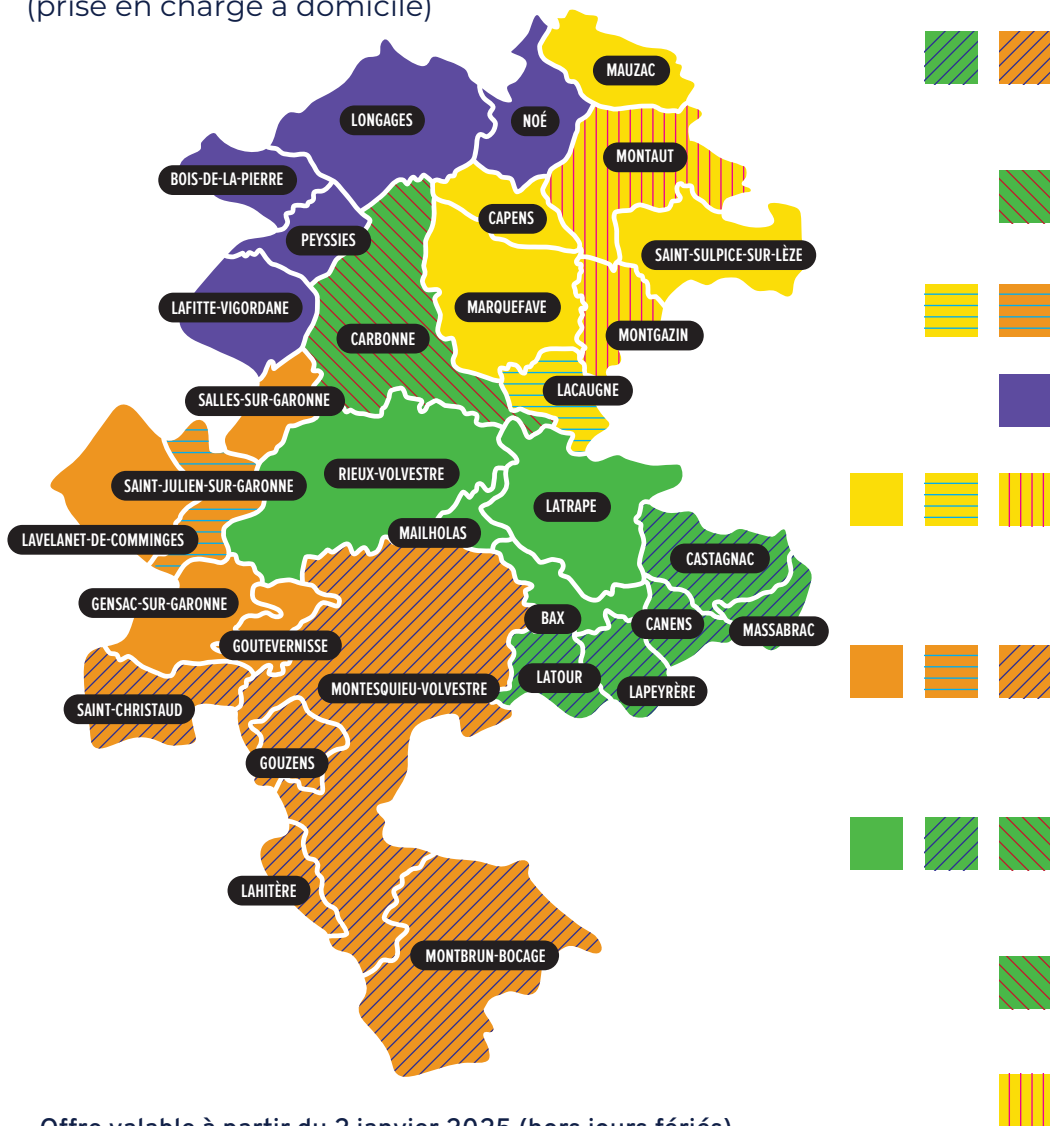 (prise en charge à domicile)
MAUZAC
LONGAGES
NOÉ
MONTAUT
BOIS-DE-LA-PIERRE
CAPENS
PEYSSIES
SAINT-SULPICE-SUR-LÈZE
LAFITTE-VIGORDANE
MARQUEFAVE
CARBONNE
MONTGAZIN
LACAUGNE
SALLES-SUR-GARONNE
RIEUX-VOLVESTRE
SAINT-JULIEN-SUR-GARONNE
LATRAPE
MAILHOLAS
LAVELANET-DE-COMMINGES
CASTAGNAC
GENSAC-SUR-GARONNE
BAX
CANENS
MASSABRAC
GOUTEVERNISSE
LATOUR
MONTESQUIEU-VOLVESTRE
LAPEYRÈRE
SAINT-CHRISTAUD
GOUZENS
LAHITÈRE
MONTBRUN-BOCAGE
Offre valable à partir du 2 janvier 2025 (hors jours fériés)